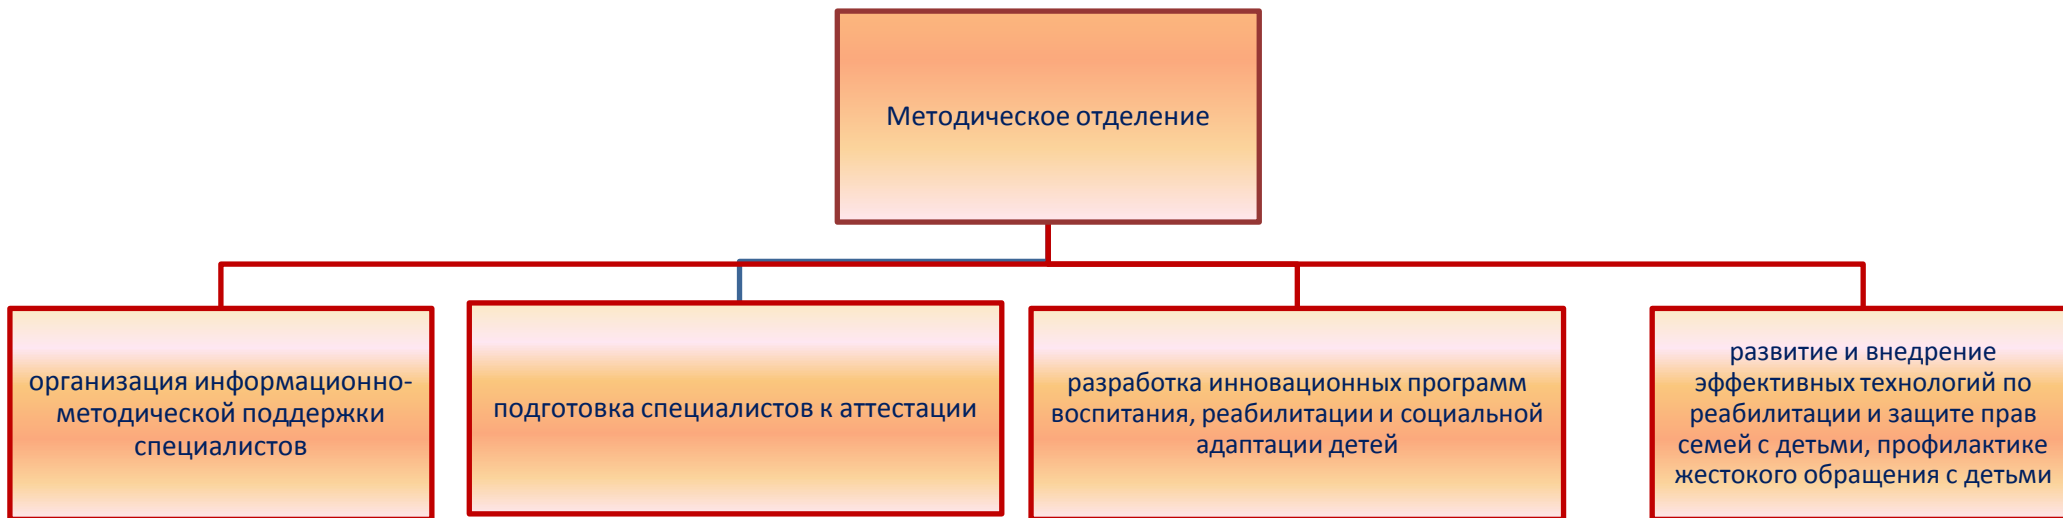 Методическое отделение
организация информационно-
методической поддержки
специалистов
подготовка специалистов к аттестации
разработка инновационных программ
воспитания, реабилитации и социальной
адаптации детей
развитие и внедрение
эффективных технологий по
реабилитации и защите прав
семей с детьми, профилактике
жестокого обращения с детьми